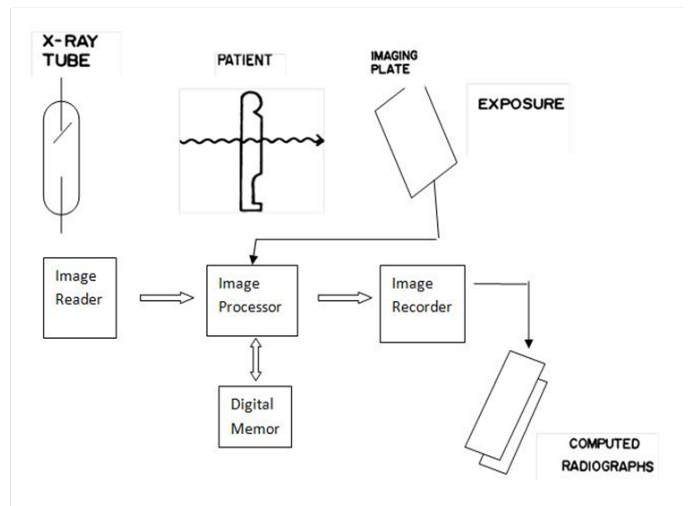 X-RAY
TUBE
PATIENT
IMAGING
PLATE
EXPOSURE
Image
Reader
Image
Processor
Image
Recorder
Digital
Memor
COMPUTED
RADIOGRAPHS